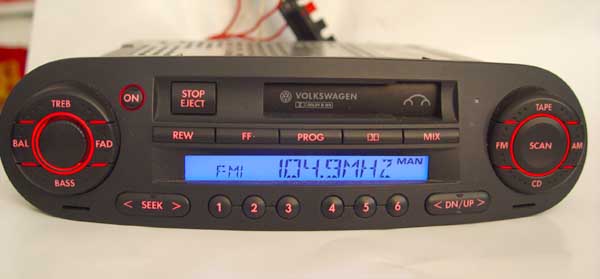 TREB
BAL FAD
BASS
ON
STOP
EJECT
VOLKSWAGEN
REW FF PROG MIX
FM1 104.9MHZ MAN
< SEEK > 1 2 3 4 5 6 < DN/UP >
TAPE
FM SCAN AM
CD